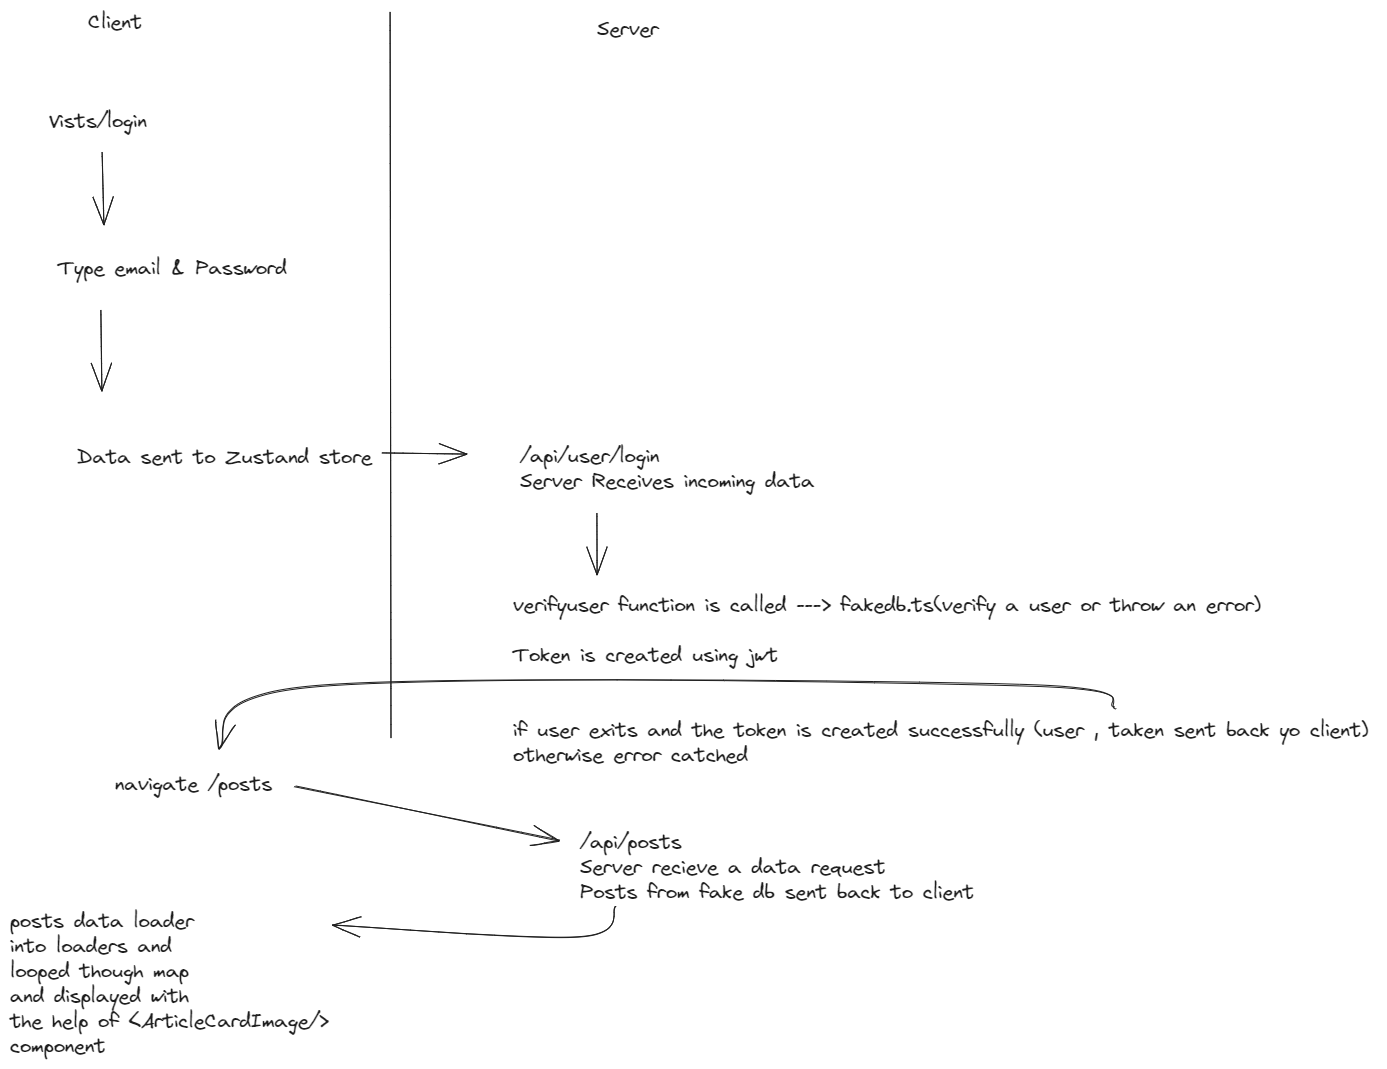 Client
Server
Vists/login
Type email & Password
Data sent to Zustand store
/api/user/login
Server Receives incoming data
verifyuser function is called ---> fakedb.ts(verify a user or throw an error)
Token is created using jwt
if user exits and the token is created successfully (user , taken sent back yo client)
otherwise error catched
navigate /posts
/api/posts
Server recieve a data request
Posts from fake db sent back to client
posts data loader
into loaders and
looped though map
and displayed with
the help of <ArticleCardImage/>
component